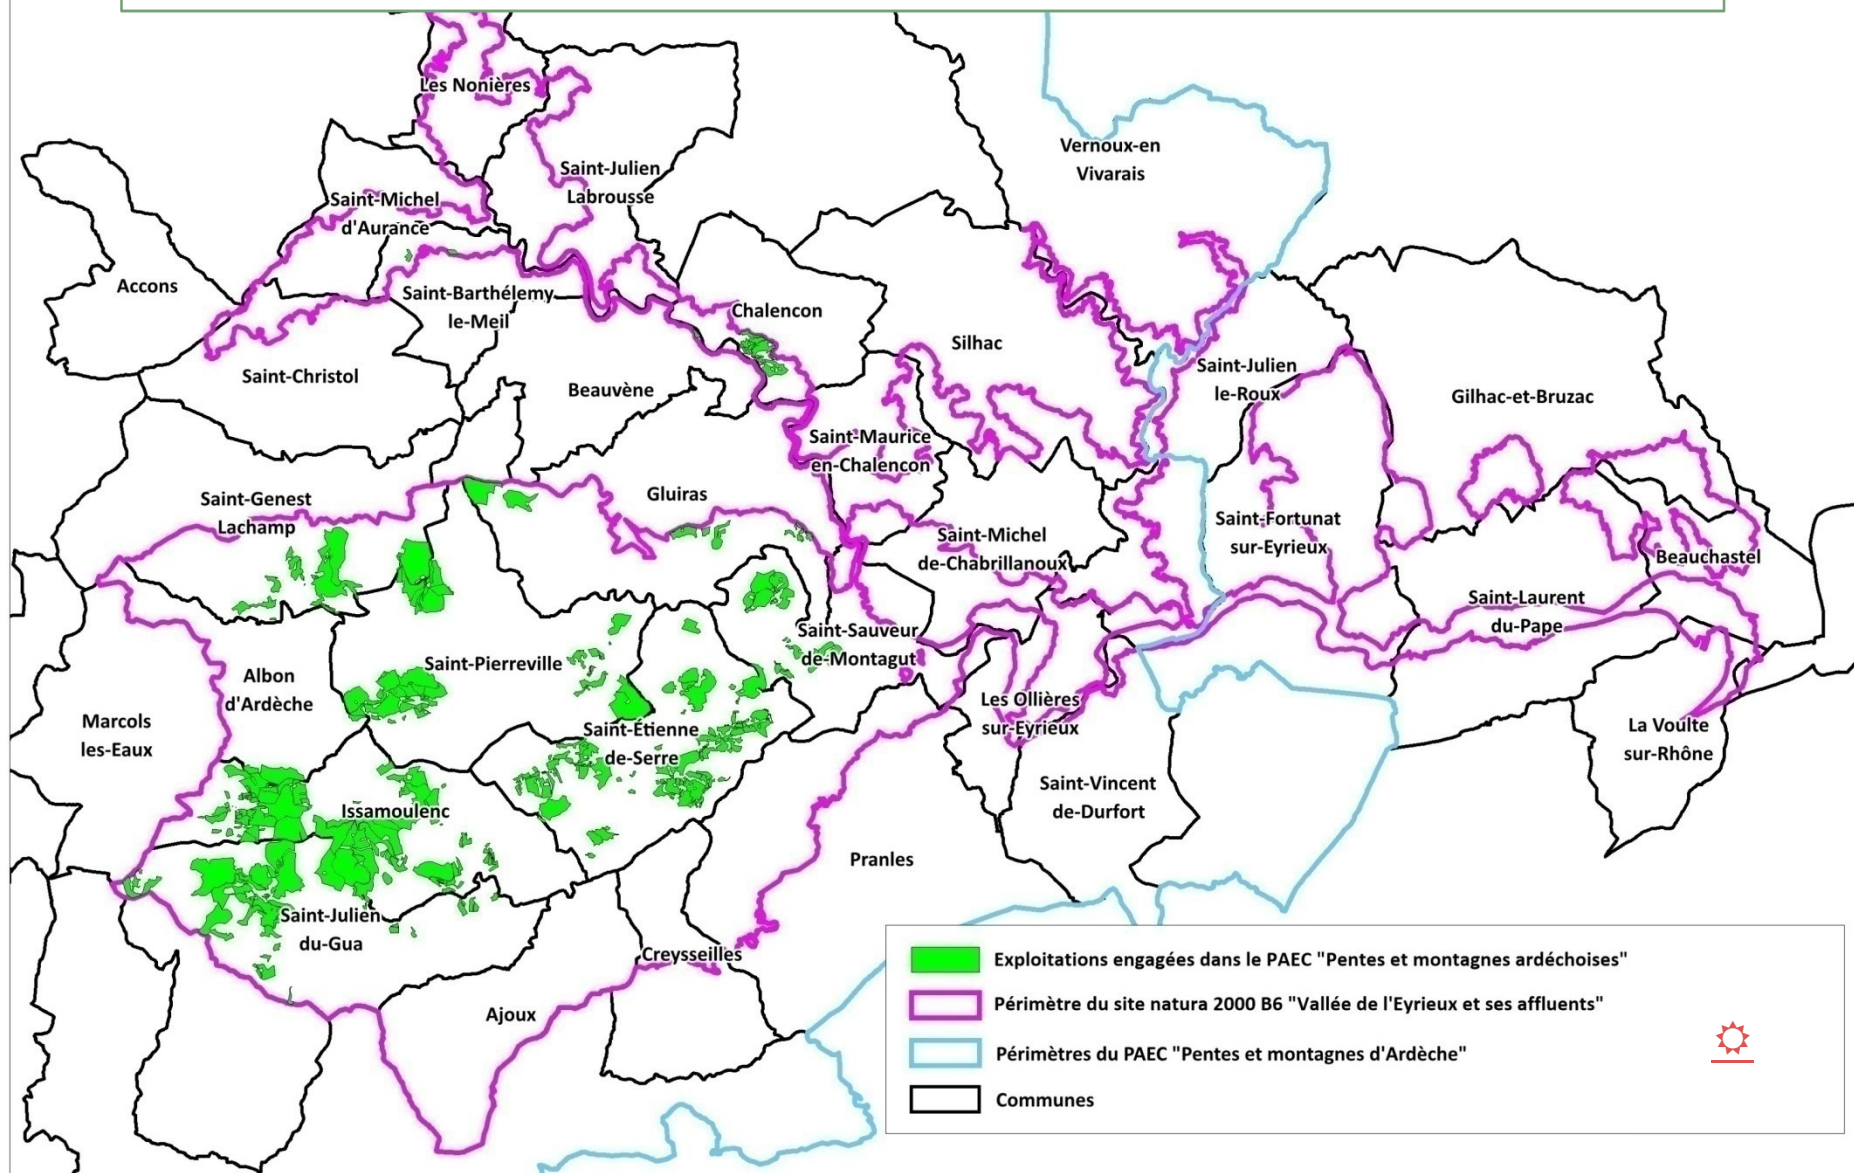 Les Nonières
Vernoux-en
Vivarais
Saint-Julien
Labrousse
Saint-Michel
d'Aurance
Accons
Saint-Barthélemy
le-Meil
Chalencon
Silhac
Saint-Christol
Beauvène
Saint-Julien
le-Roux
Gilhac-et-Bruzac
Saint-Maurice
en-Chalencon
Saint-Genest
Lachamp
Gluiras
Saint-Michel
de-Chabrillanoux
Saint-Fortunat
sur-Eyrieux
Beauchastel
Saint-Laurent
du-Pape
Saint-Sauveur
de-Montagut
Saint-Pierreville
Albon
d'Ardèche
Marcols
les-Eaux
Les Ollières
sur-Eyrieux
Saint-Étienne
de-Serre
La Voulte
sur-Rhône
Saint-Vincent
de-Durfort
Issamoulenc
Pranles
Saint-Julien
du-Gua
Creysseilles
Ajoux
Exploitations engagées dans le PAEC "Pentes et montagnes ardéchoises"
Périmètre du site natura 2000 B6 "Vallée de l'Eyrieux et ses affluents"
Périmètres du PAEC "Pentes et montagnes d'Ardèche"
Communes